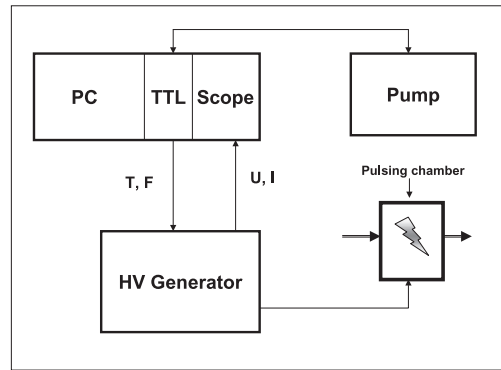 PC TTL Scope
Pump
T, F
U, I
Pulsing chamber
HV Generator